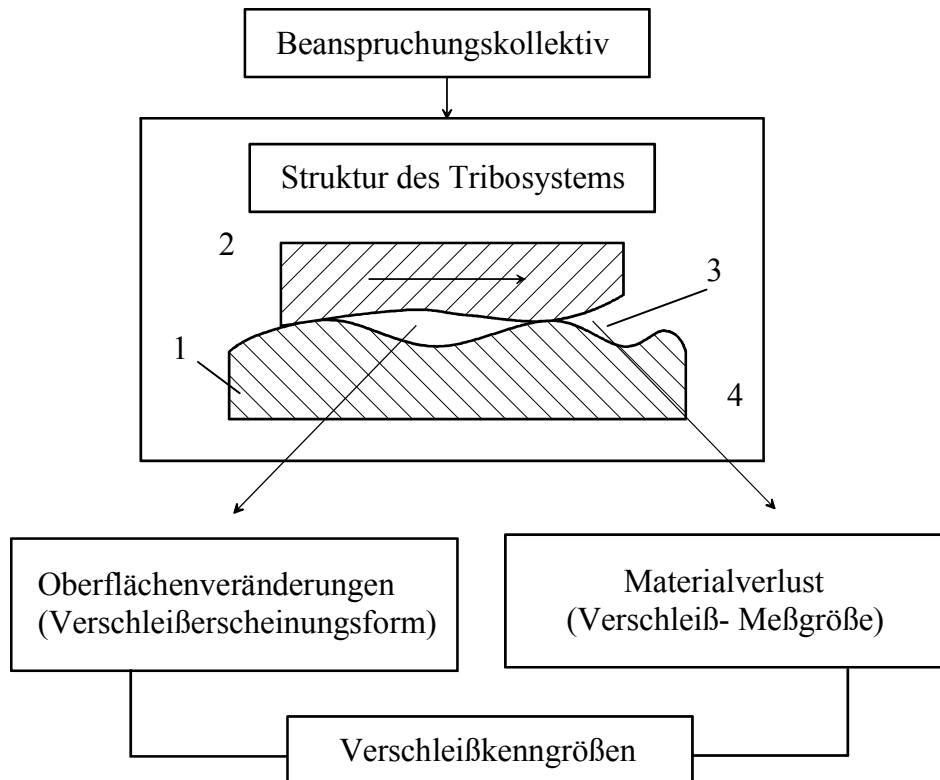 Beanspruchungskollektiv
Struktur des Tribosystems
2
3
1
4
Oberflächenveränderungen
(Verschleißerscheinungsform)
Materialverlust
(Verschleiß- Meßgröße)
Verschleißkenngrößen